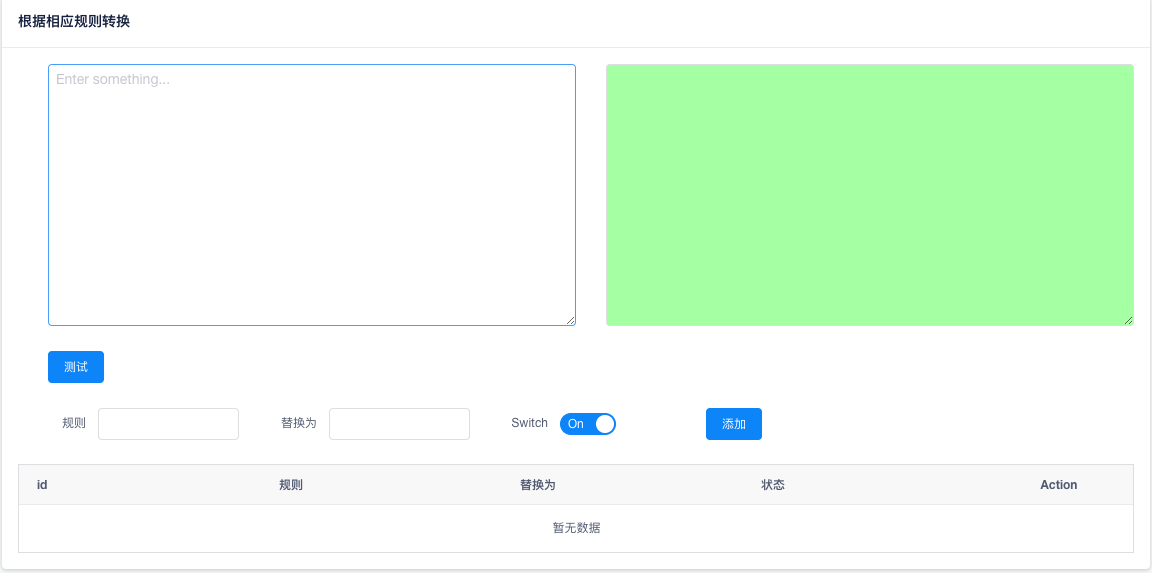 根据相应规则转换
Enter something...
测试
规则 替换为 Switch On 添加
id 规则 替换为 状态 Action
暂无数据